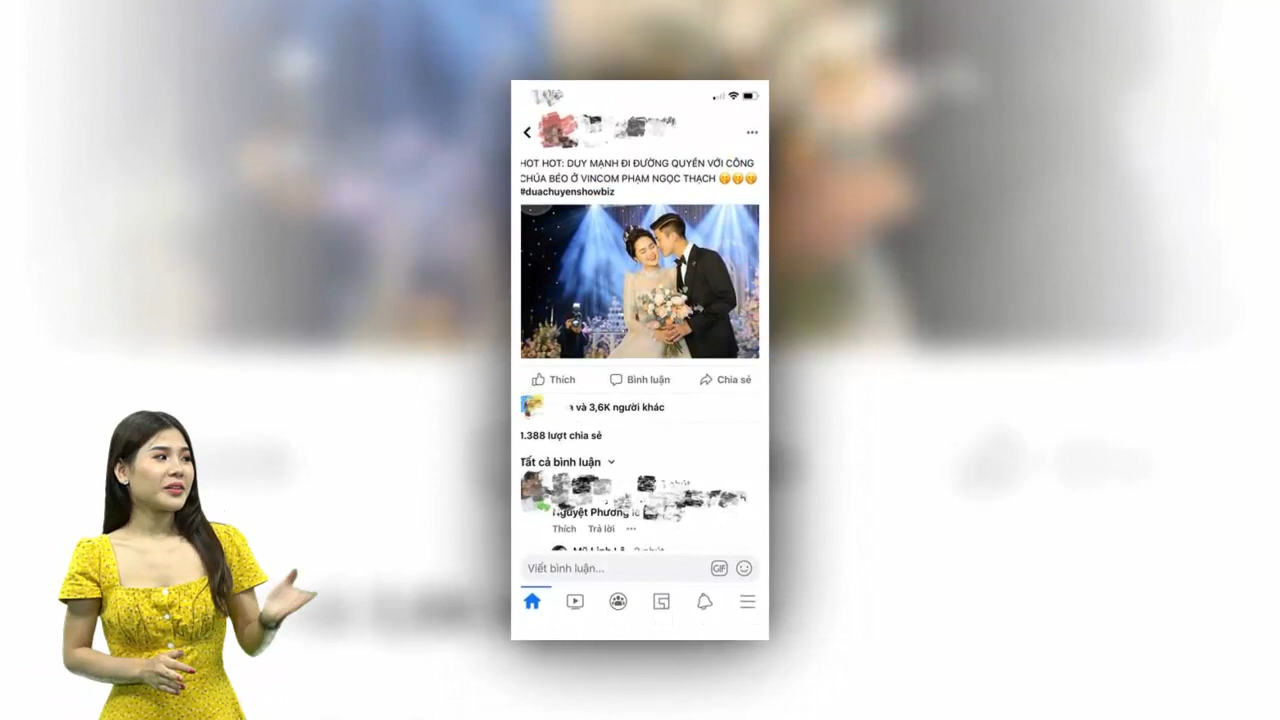 HOT HOT: DUY MẠNH ĐI ĐƯỜNG QUYỀN VỚI CÔNG
CHÚA BÉO Ở VINCOM PHẠM NGỌC THẠCH 🤭🤭🤭
#duachuyenshowbiz
Thích
Bình luận
Chia sẻ
và 3,6K người khác
1.388 lượt chia sẻ
Tất cả bình luận
Nguyệt Phương
Thích Trả lời ...
Viết bình luận...
GIF